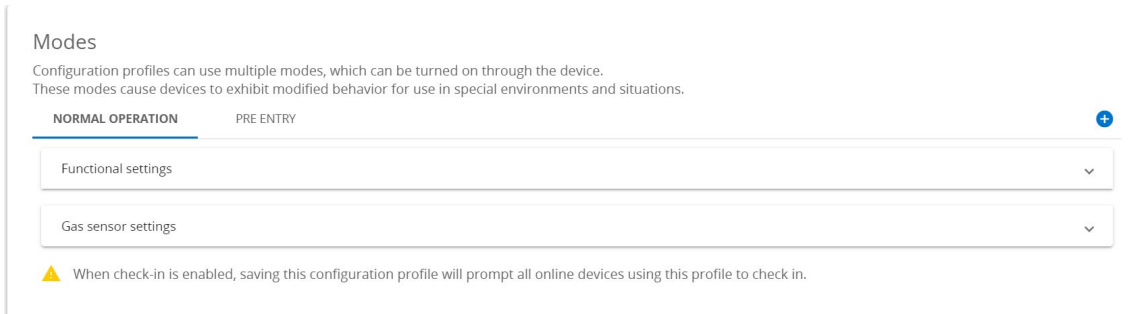 Modes
Configuration profiles can use multiple modes, which can be turned on through the device.
These modes cause devices to exhibit modified behavior for use in special environments and situations.
NORMAL OPERATION PRE ENTRY
Functional settings
Gas sensor settings
When check-in is enabled, saving this configuration profile will prompt all online devices using this profile to check in.